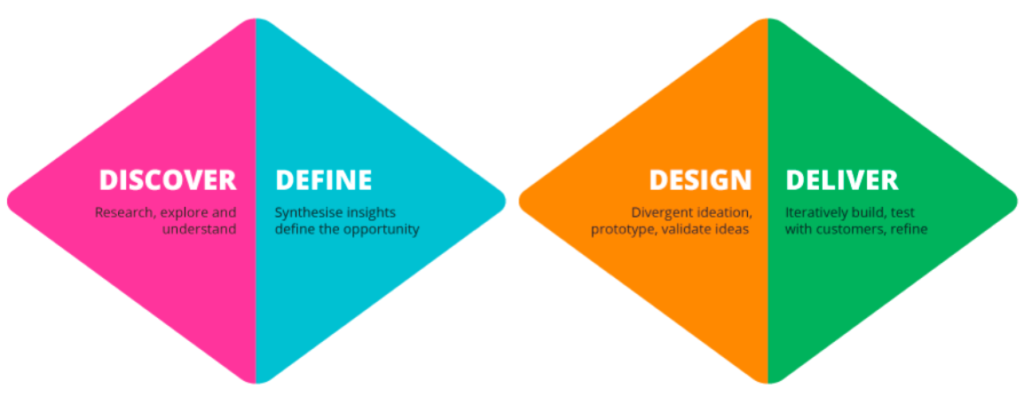 DISCOVER
Research, explore and
understand
DEFINE
Synthesise insights
define the opportunity
DESIGN
Divergent ideation,
prototype, validate ideas
DELIVER
Iteratively build, test
with customers, refine